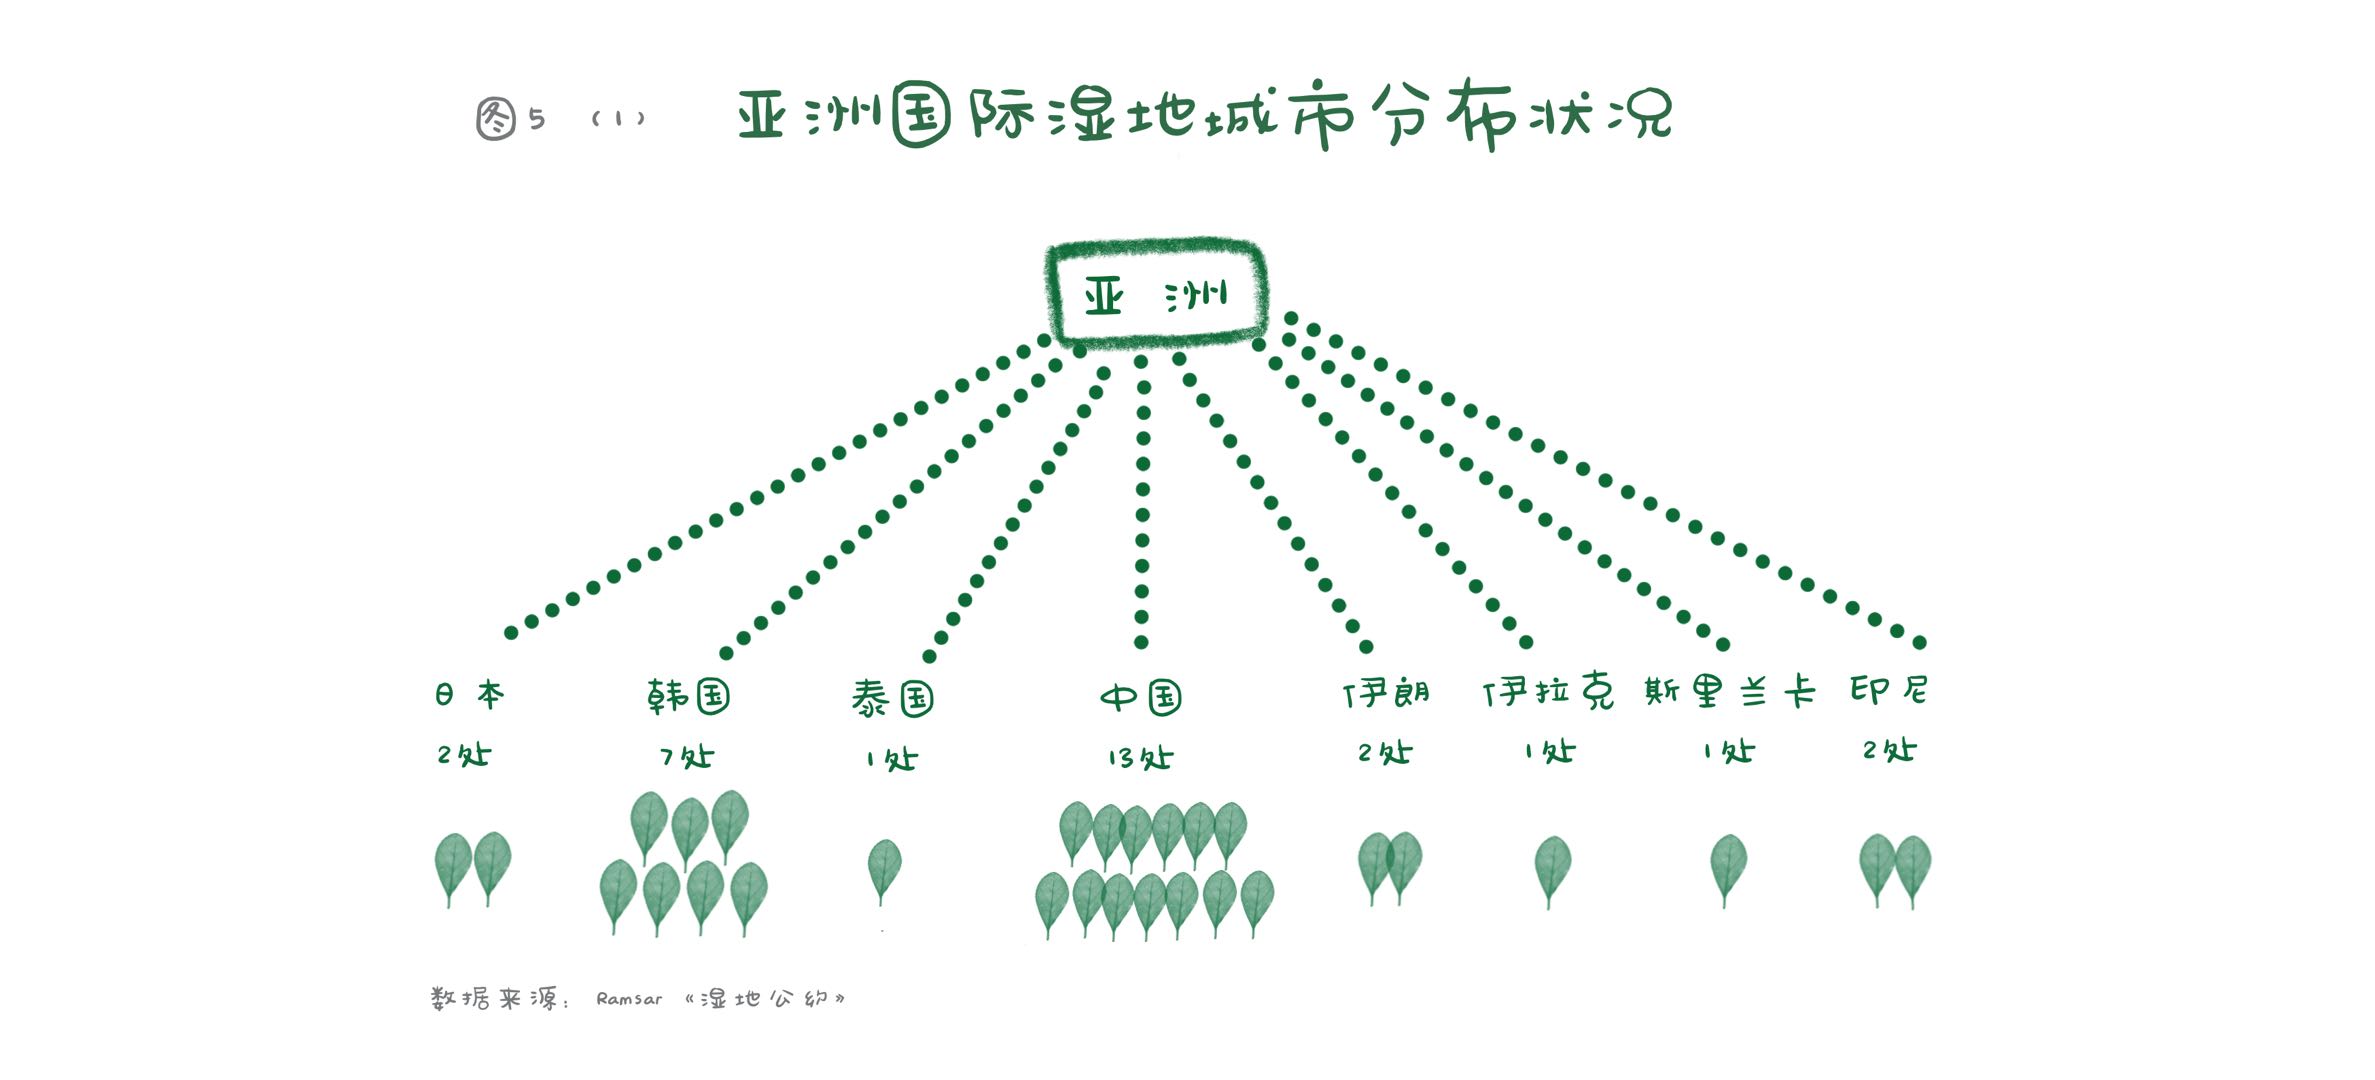 图5 （1） 亚洲国际湿地城市分布状况
亚洲
日本 韩国 泰国 中国 伊朗 伊拉克 斯里兰卡 印尼
2处 7处 1处 13处 2处 1处 1处 2处
数据来源： Ramsar 《湿地公约》